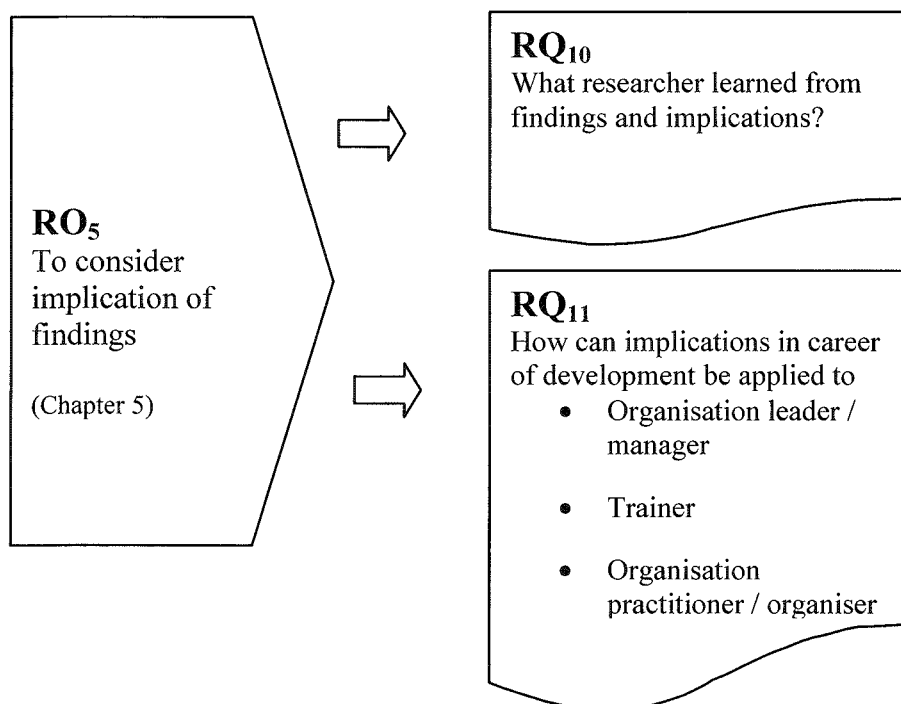 RO₅
To consider
implication of
findings
(Chapter 5)
RQ₁₀
What researcher learned from
findings and implications?
RQ₁₁
How can implications in career
of development be applied to
• Organisation leader /
manager
• Trainer
• Organisation
practitioner / organiser